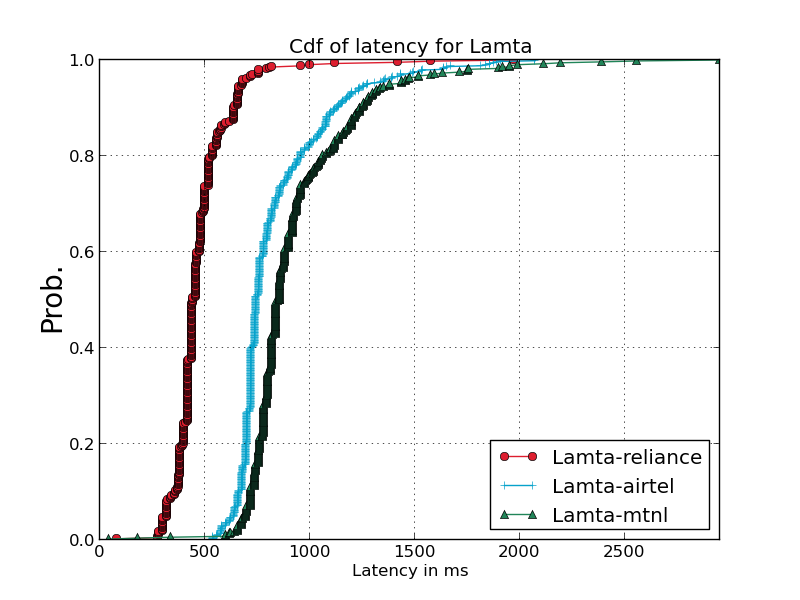 Cdf of latency for Lamta
1.0
0.8
0.6
0.4
0.2
0.0
Prob.
Lamta-reliance
Lamta-airtel
Lamta-mtnl
0 500 1000 1500 2000 2500
Latency in ms